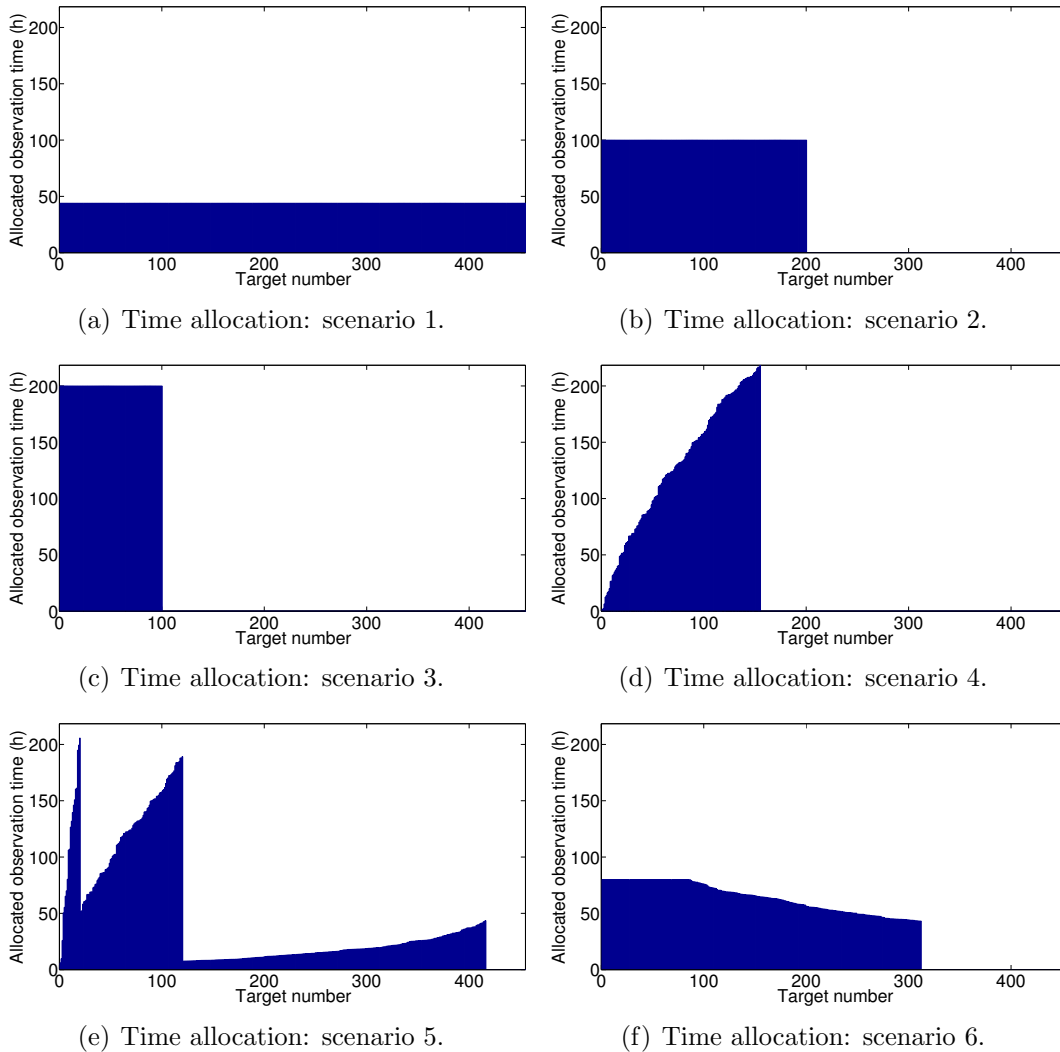 200
150
100
50
0
Allocated observation time (h)
0 100 200 300 400
Target number
(a) Time allocation: scenario 1.
200
150
100
50
0
Allocated observation time (h)
0 100 200 300 400
Target number
(b) Time allocation: scenario 2.
200
150
100
50
0
Allocated observation time (h)
0 100 200 300 400
Target number
(c) Time allocation: scenario 3.
200
150
100
50
0
Allocated observation time (h)
0 100 200 300 400
Target number
(d) Time allocation: scenario 4.
200
150
100
50
0
Allocated observation time (h)
0 100 200 300 400
Target number
(e) Time allocation: scenario 5.
200
150
100
50
0
Allocated observation time (h)
0 100 200 300 400
Target number
(f) Time allocation: scenario 6.